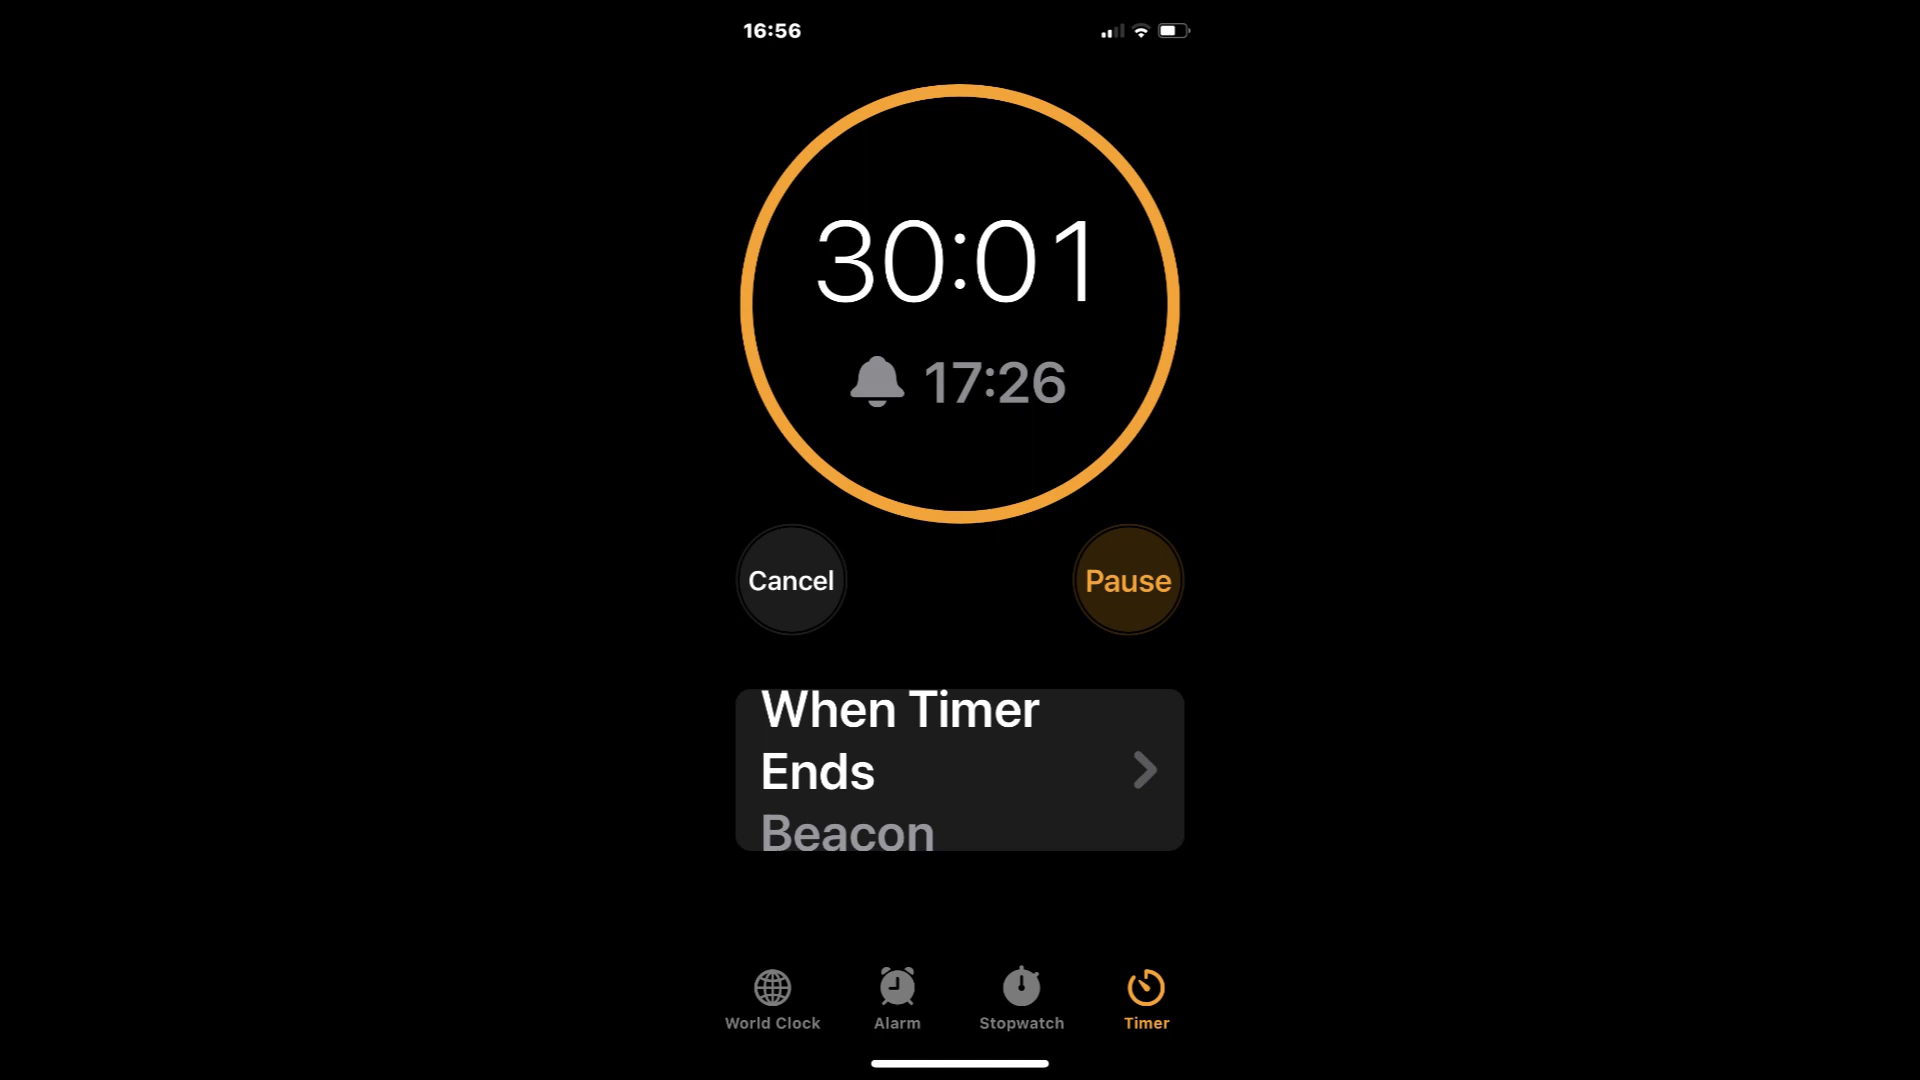 16:56
30:01
17:26
Cancel
Pause
When Timer
Ends
Beacon
World Clock
Alarm
Stopwatch
Timer